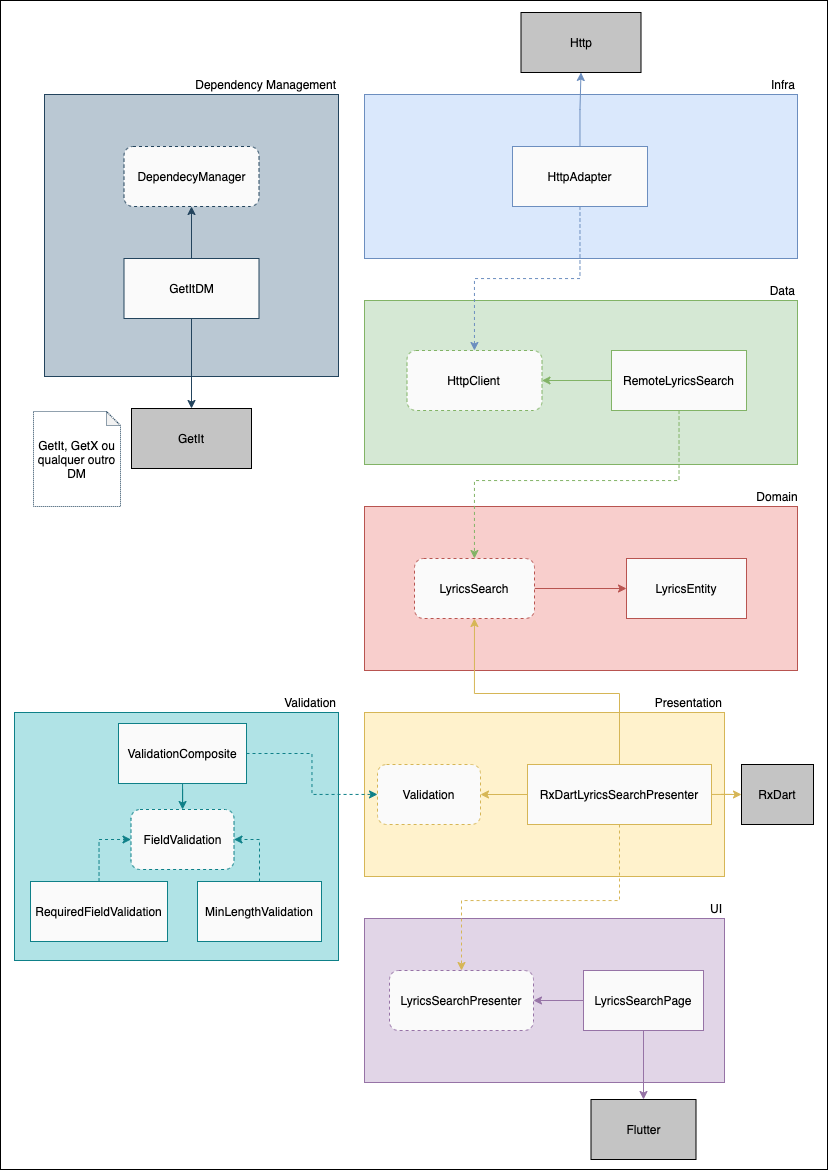 Http
Dependency Management
Infra
DependecyManager
HttpAdapter
GetItDM
Data
HttpClient
RemoteLyricsSearch
GetIt
GetIt, GetX ou
qualquer outro
DM
Domain
LyricsSearch
LyricsEntity
Validation
Presentation
ValidationComposite
Validation
RxDartLyricsSearchPresenter
RxDart
FieldValidation
RequiredFieldValidation
MinLengthValidation
UI
LyricsSearchPresenter
LyricsSearchPage
Flutter